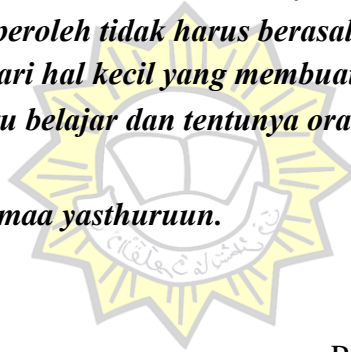 peroleh tidak harus berasal
ari hal kecil yang membuat
u belajar dan tentunya ora
maa yasthuruun.